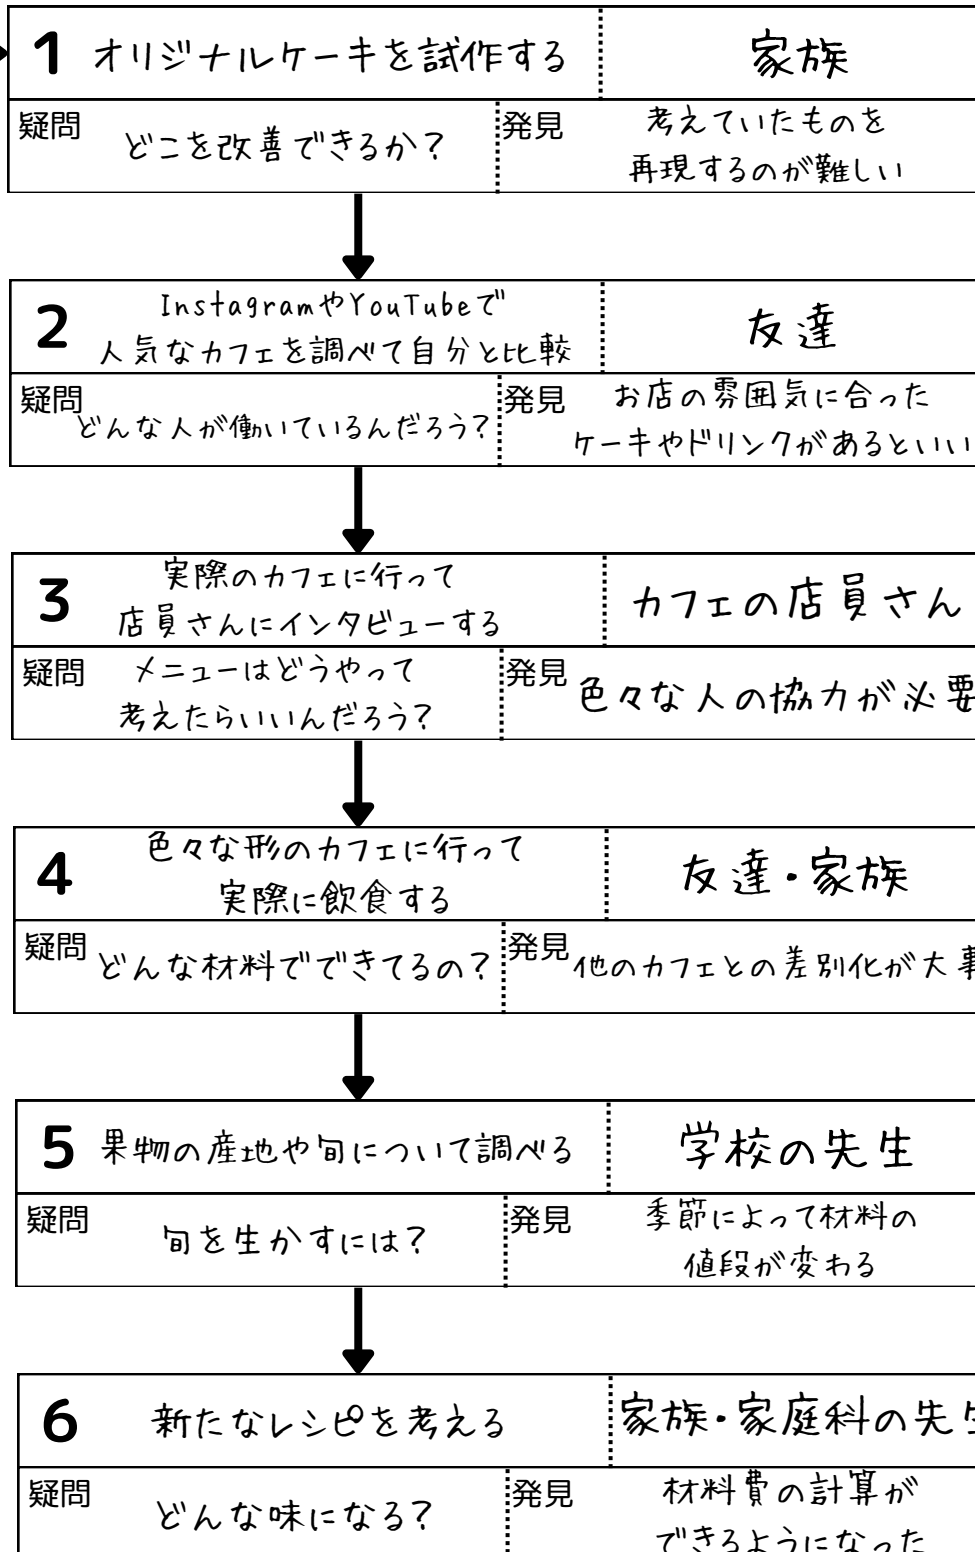 1 オリジナルケーキを試作する 家族
疑問 どこを改善できるか？ 発見 考えていたものを
再現するのが難しい
2 InstagramやYouTubeで
人気なカフェを調べて自分と比較 友達
疑問 どんな人が働いているんだろう？ 発見 お店の雰囲気に合った
ケーキやドリンクがあるといい
3 実際のカフェに行って
店員さんにインタビューする カフェの店員さん
疑問 メニューはどうやって
考えたらいいんだろう？ 発見 色々な人の協力が必要
4 色々な形のカフェに行って
実際に飲食する 友達・家族
疑問 どんな材料でできてるの？ 発見 他のカフェとの差別化が大事
5 果物の産地や旬について調べる 学校の先生
疑問 旬を生かすには？ 発見 季節によって材料の
値段が変わる
6 新たなレシピを考える 家族・家庭科の先生
疑問 どんな味になる？ 発見 材料費の計算が
できるようになった